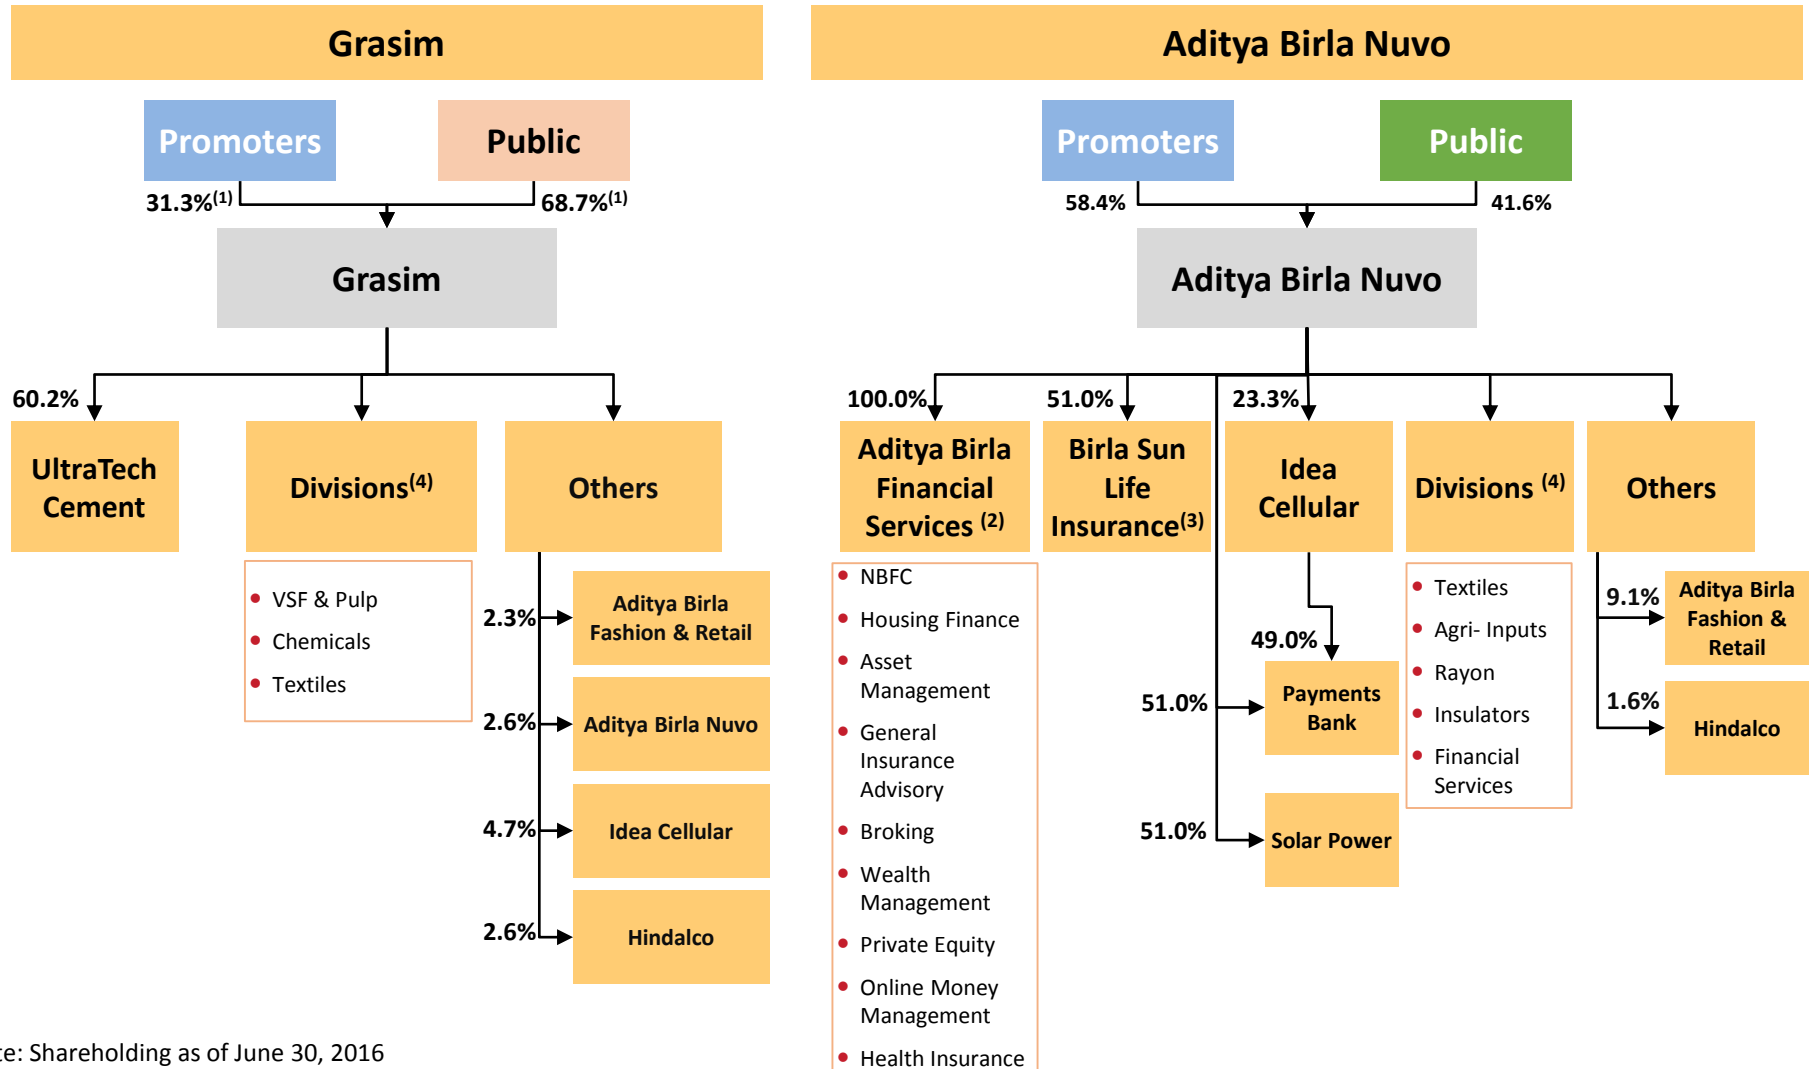 Grasim
Promoters
Public
31.3%(1)
68.7%(1)
Grasim
60.2%
UltraTech
Cement
Divisions(4)
Others
• VSF & Pulp
• Chemicals
• Textiles
2.3%
Aditya Birla
Fashion & Retail
2.6%
Aditya Birla Nuvo
4.7%
Idea Cellular
2.6%
Hindalco
Aditya Birla Nuvo
Promoters
Public
58.4%
41.6%
Aditya Birla Nuvo
100.0%
51.0%
23.3%
Aditya Birla
Financial
Services (2)
Birla Sun
Life
Insurance(3)
Idea
Cellular
Divisions (4)
Others
• NBFC
• Housing Finance
• Asset
Management
• General
Insurance
Advisory
• Broking
• Wealth
Management
• Private Equity
• Online Money
Management
• Health Insurance
49.0%
51.0%
Payments
Bank
51.0%
Solar Power
• Textiles
• Agri- Inputs
• Rayon
• Insulators
• Financial
Services
9.1%
Aditya Birla
Fashion &
Retail
1.6%
Hindalco
te: Shareholding as of June 30, 2016